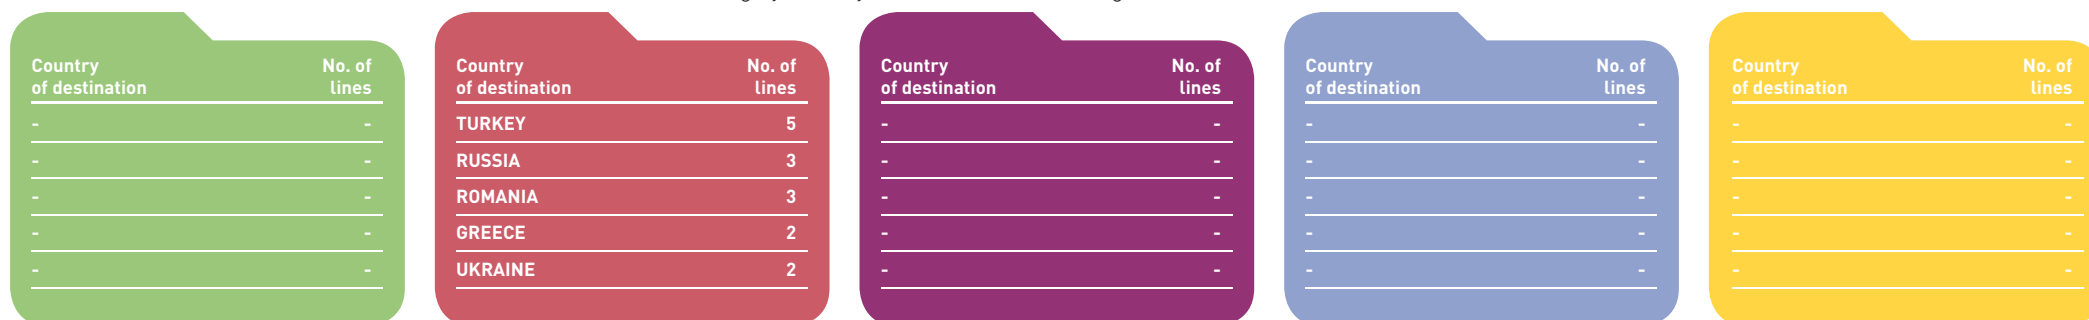 Country
of destination
No. of
lines
- -
- -
- -
- -
- -
Country
of destination
No. of
lines
TURKEY 5
RUSSIA 3
ROMANIA 3
GREECE 2
UKRAINE 2
Country
of destination
No. of
lines
- -
- -
- -
- -
- -
Country
of destination
No. of
lines
- -
- -
- -
- -
- -
Country
of destination
No. of
lines
- -
- -
- -
- -
- -